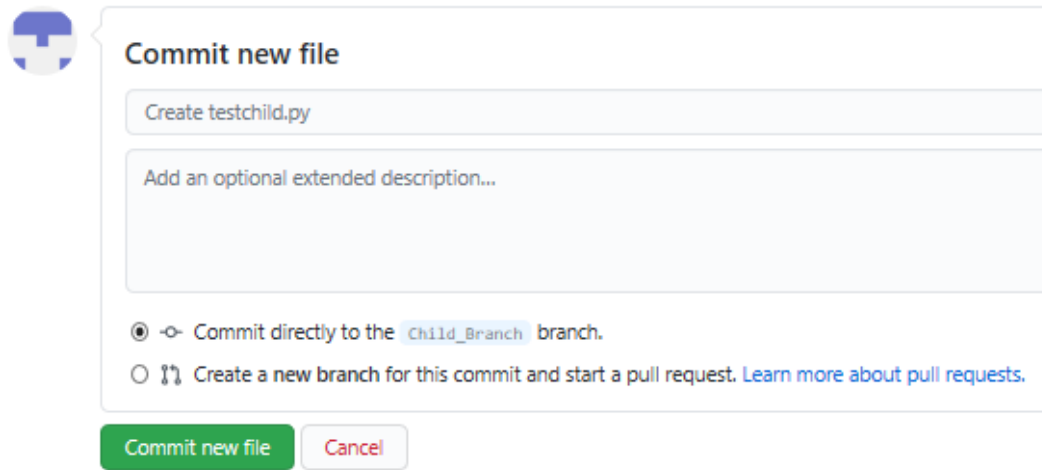 Commit new file
Create testchild.py
Add an optional extended description...
Commit directly to the Child_Branch branch.
Create a new branch for this commit and start a pull request. Learn more about pull requests.
Commit new file Cancel